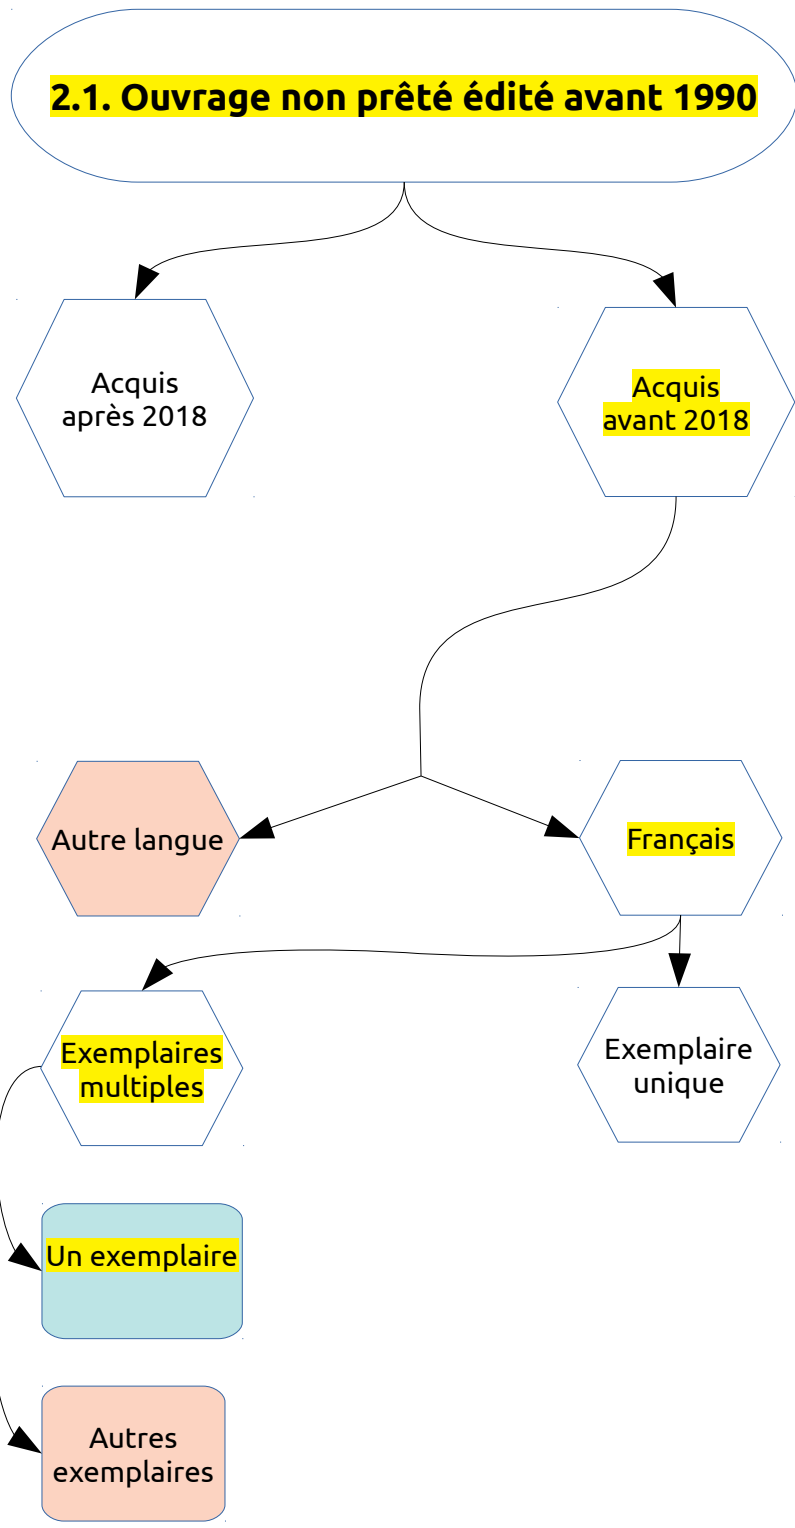 2.1. Ouvrage non prêté édité avant 1990
Acquis
après 2018
Acquis
avant 2018
Autre langue
Français
Exemplaires
multiples
Exemplaire
unique
Un exemplaire
Autres
exemplaires